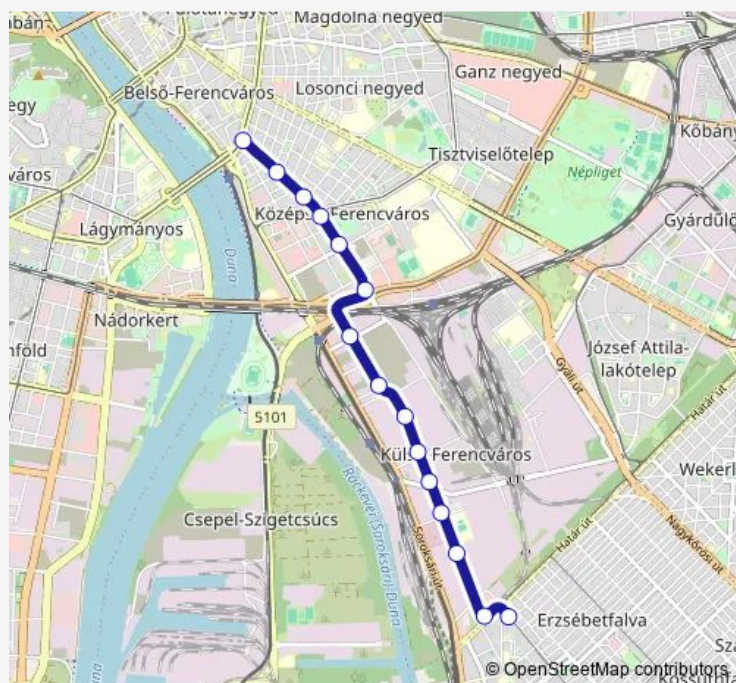 Magdolna negyed
Ganz negyed
Losonci negyed
Belső-Ferencváros
Kőbány
egy
Tisztviselőtelep
Népliget
város
Közép Ferencváros
Gyárdűlő
Lágymányos
Duna
Nádorkert
József Attila-
lakótelep
nföld
Gyáli út
Határ út
5101
Küls Ferencváros
Wekerl
Ráckevei (Soroksári)-Duna
Csepel-Szigetcsúcs
Soroksári út
Határ út
Nagykőrösi út
Erzsébetfalva
Duna
© OpenStreetMap contributors